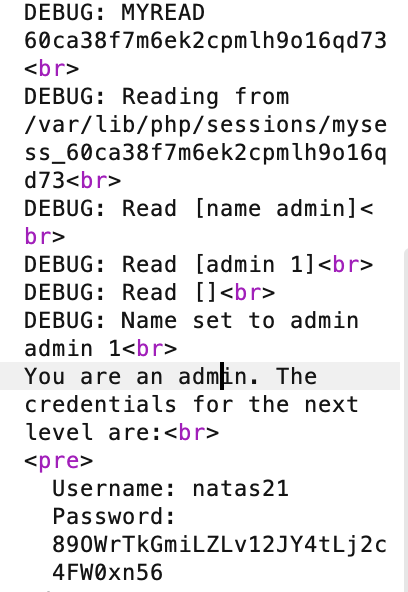 DEBUG: MYREAD
60ca38f7m6ek2cpmlh9o16qd73
<br>
DEBUG: Reading from
/var/lib/php/sessions/myse
ss_60ca38f7m6ek2cpmlh9o16q
d73<br>
DEBUG: Read [name admin]<
br>
DEBUG: Read [admin 1]<br>
DEBUG: Read []<br>
DEBUG: Name set to admin
admin 1<br>
You are an admin. The
credentials for the next
level are:<br>
<pre>
Username: natas21
Password:
89OWrTkGmiLZLv12JY4tLj2c
4FW0xn56